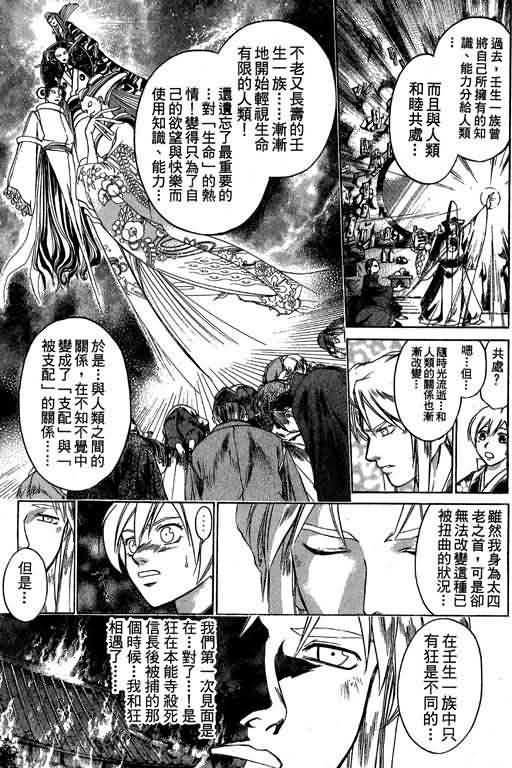 過去，壬生一族曾
將自己所擁有的知
識、能力分給人類
…
而且與人類
和睦共處…
不老又長壽的壬
生一族……漸漸
地開始輕視生命
有限的人類！
還遺忘了最重要的
…對「生命」的熱
情！變得只為了自
己的欲望與快樂而
使用知識、能力…
共處？
嗯…但…
隨時光流逝…和
人類的關係也漸
漸改變…
於是…與人類之間的
關係，在不知不覺中
變成了「支配」與「
被支配」的關係……
雖然我身為太四
老之首，可是卻
無法改變這種已
被扭曲的狀況…
……
但是…
在壬生一族中只
有狂是不同的…
我們第一次見面是
在…對了…！是
狂在本能寺殺死
信長後被捕的那
個時候…我和狂
相遇了……